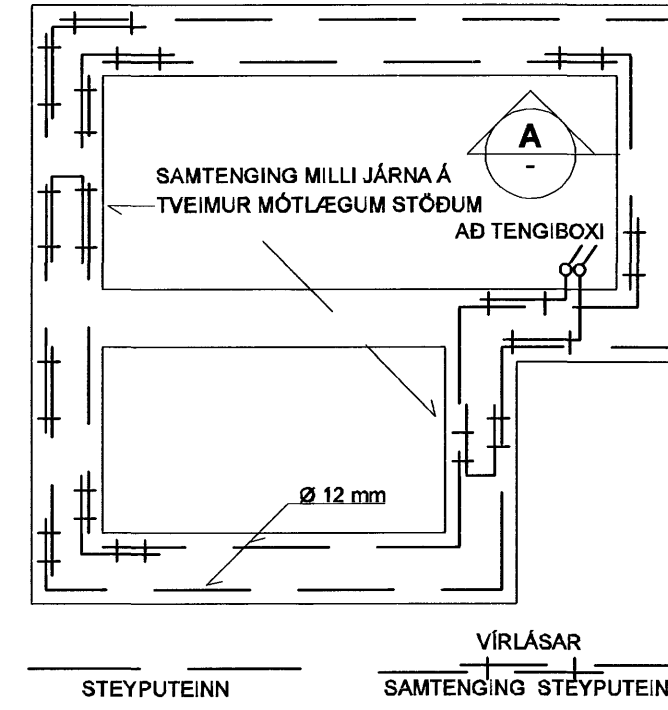 A
-
SAMTENGING MILLI JÁRNA Á
TVEIMUR MÓTLÆGUM STÖÐUM
AÐ TENGIBOXI
Ø 12 mm
VÍRLÁSAR
STEYPUTEINN
SAMTENGING STEYPUTEIN